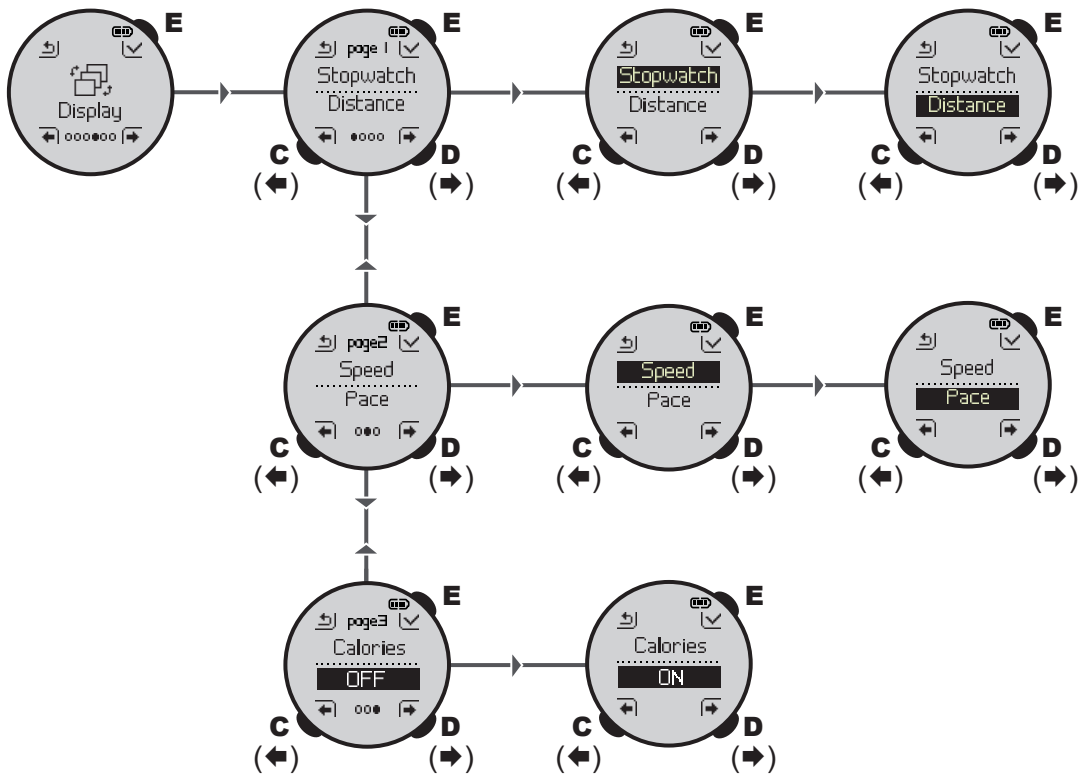 E
Display
E
page 1
Stopwatch
Distance
C
D
(🡄)
(🡆)
E
Stopwatch
Distance
C
D
(🡄)
(🡆)
E
Stopwatch
Distance
C
D
(🡄)
(🡆)
E
page2
Speed
Pace
C
D
(🡄)
(🡆)
E
Speed
Pace
C
D
(🡄)
(🡆)
E
Speed
Pace
C
D
(🡄)
(🡆)
E
page3
Calories
OFF
C
D
(🡄)
(🡆)
E
Calories
ON
C
D
(🡄)
(🡆)